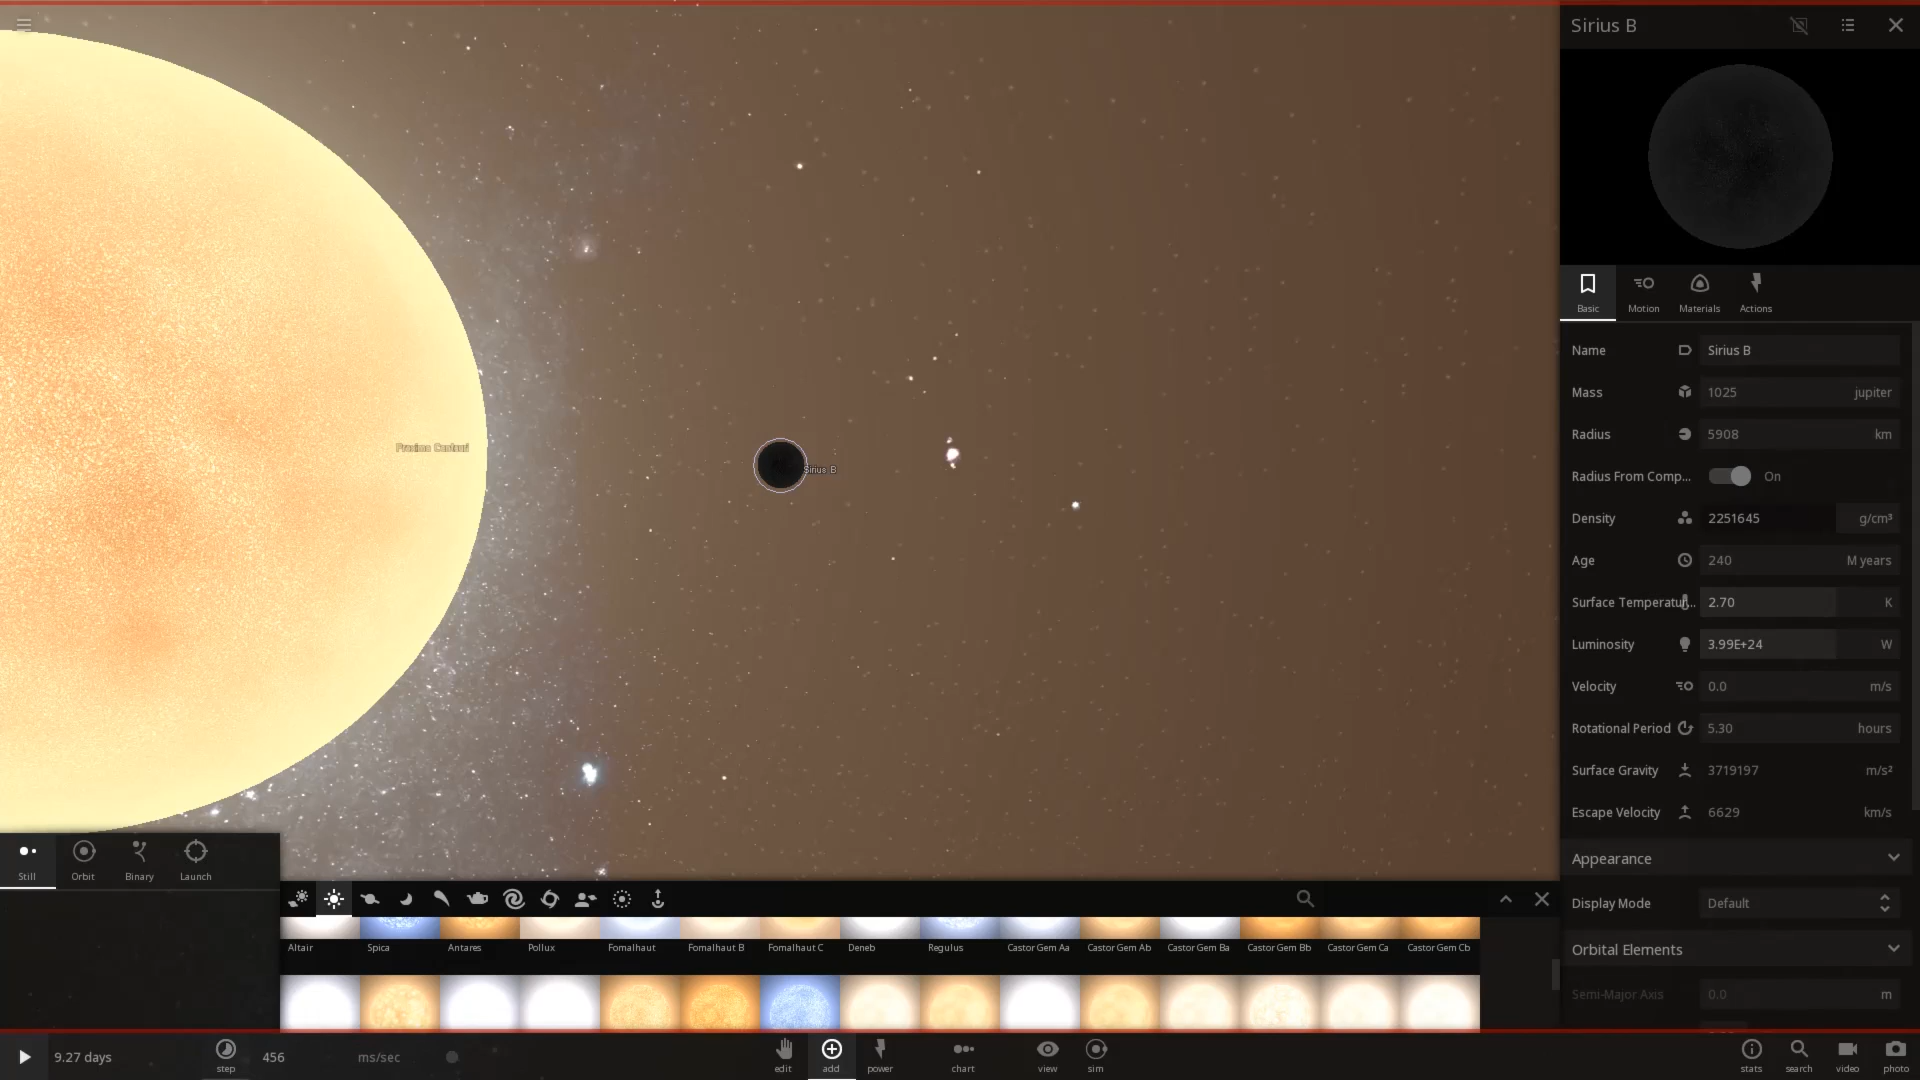 Sirius B
Basic
Motion
Materials
Actions
Name Sirius B
Mass 1025 jupiter
Radius 5908 km
Radius From Comp... On
Density 2251645 g/cm³
Age 240 M years
Surface Temperatur... 2.70 K
Luminosity 3.99E+24 W
Velocity 0.0 m/s
Rotational Period 5.30 hours
Surface Gravity 3719197 m/s²
Escape Velocity 6629 km/s
Appearance
Display Mode Default
Orbital Elements
Semi-Major Axis 0.0 m
Proxima Centauri
Sirius B
Still Orbit Binary Launch
Altair Spica Antares Pollux Fomalhaut Fomalhaut B Fomalhaut C Deneb Regulus Castor Gem Aa Castor Gem Ab Castor Gem Ba Castor Gem Bb Castor Gem Ca Castor Gem Cb
9.27 days
step
456 ms/sec
edit add power chart view sim
stats search video photo